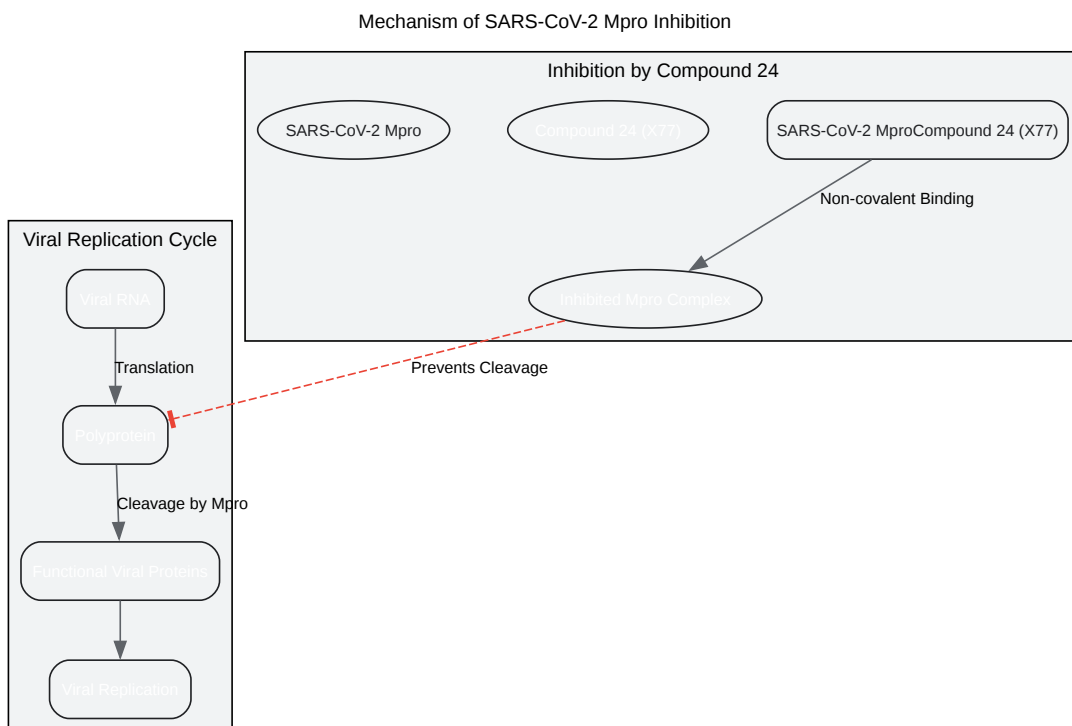 Mechanism of SARS-CoV-2 Mpro Inhibition
Inhibition by Compound 24
SARS-CoV-2 Mpro
Compound 24 (X77)
SARS-CoV-2 MproCompound 24 (X77)
Non-covalent Binding
Inhibited Mpro Complex
Prevents Cleavage
Viral Replication Cycle
Viral RNA
Translation
Polyprotein
Cleavage by Mpro
Functional Viral Proteins
Viral Replication